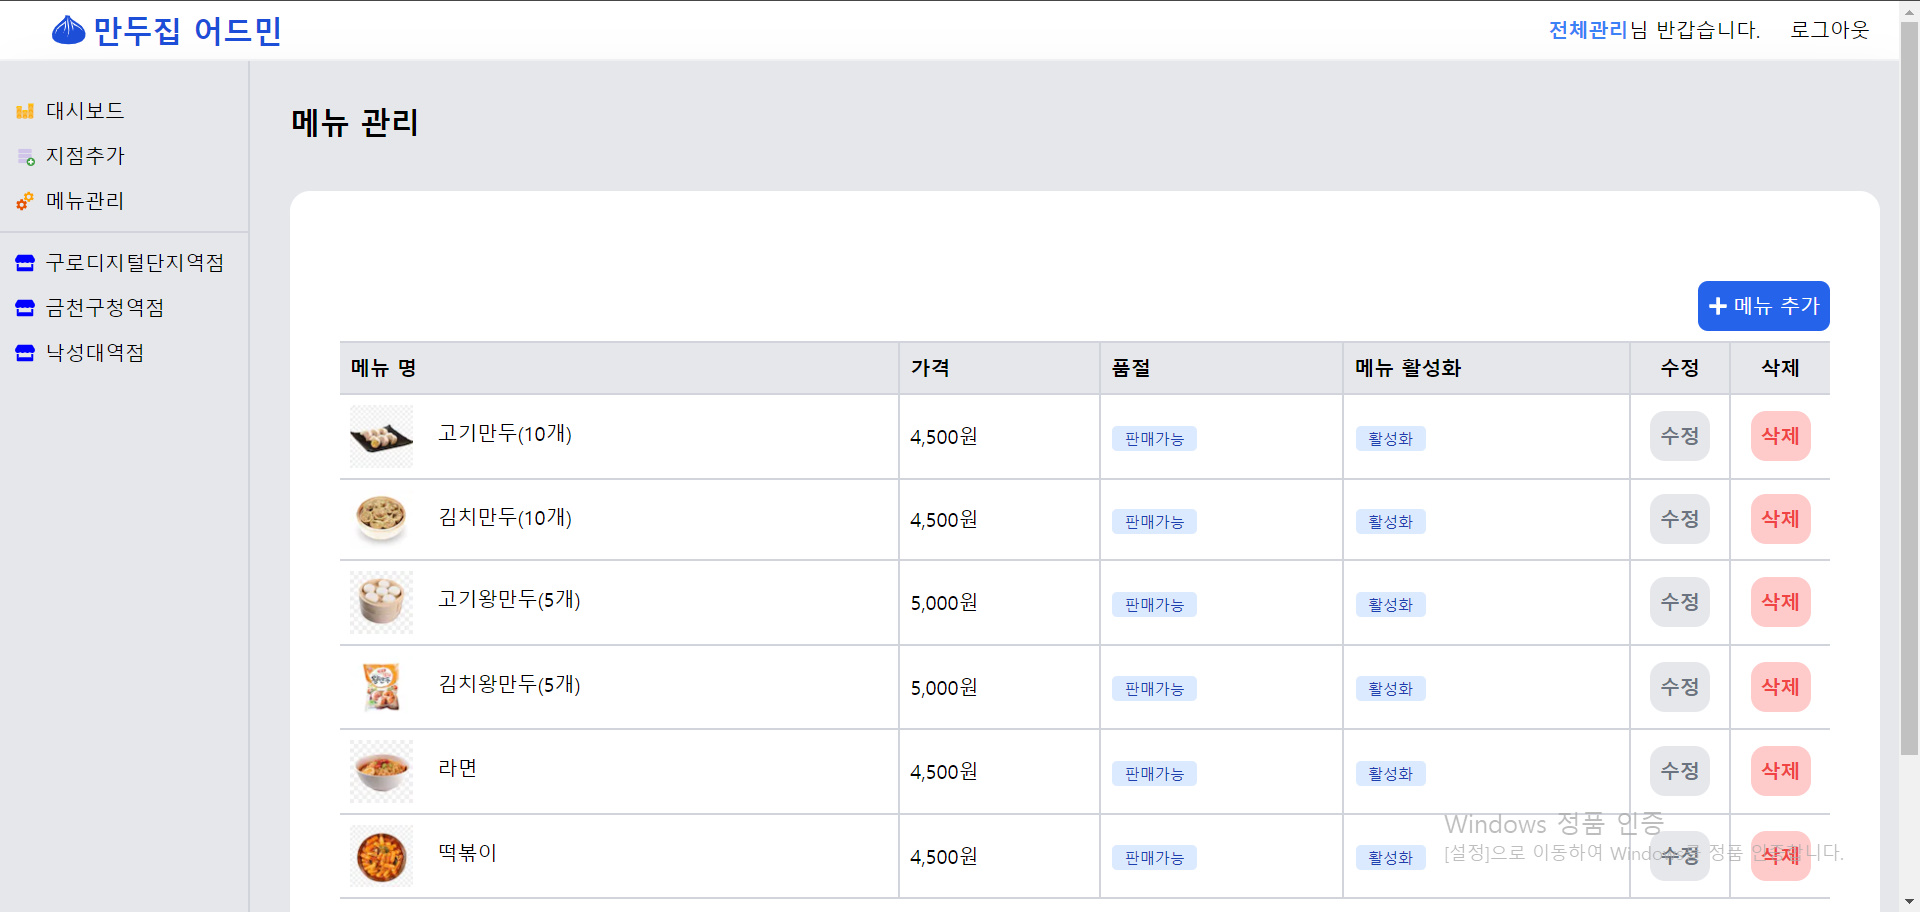 만두집 어드민
전체관리님 반갑습니다.
로그아웃
대시보드
지점추가
메뉴관리
구로디지털단지역점
금천구청역점
낙성대역점
메뉴 관리
+ 메뉴 추가
메뉴 명 가격 품절 메뉴 활성화 수정 삭제
고기만두(10개) 4,500원 판매가능 활성화 수정 삭제
김치만두(10개) 4,500원 판매가능 활성화 수정 삭제
고기왕만두(5개) 5,000원 판매가능 활성화 수정 삭제
김치왕만두(5개) 5,000원 판매가능 활성화 수정 삭제
라면 4,500원 판매가능 활성화 수정 삭제
떡볶이 4,500원 판매가능 활성화 수정 삭제
Windows 정품 인증
[설정]으로 이동하여 Windows를 정품 인증합니다.